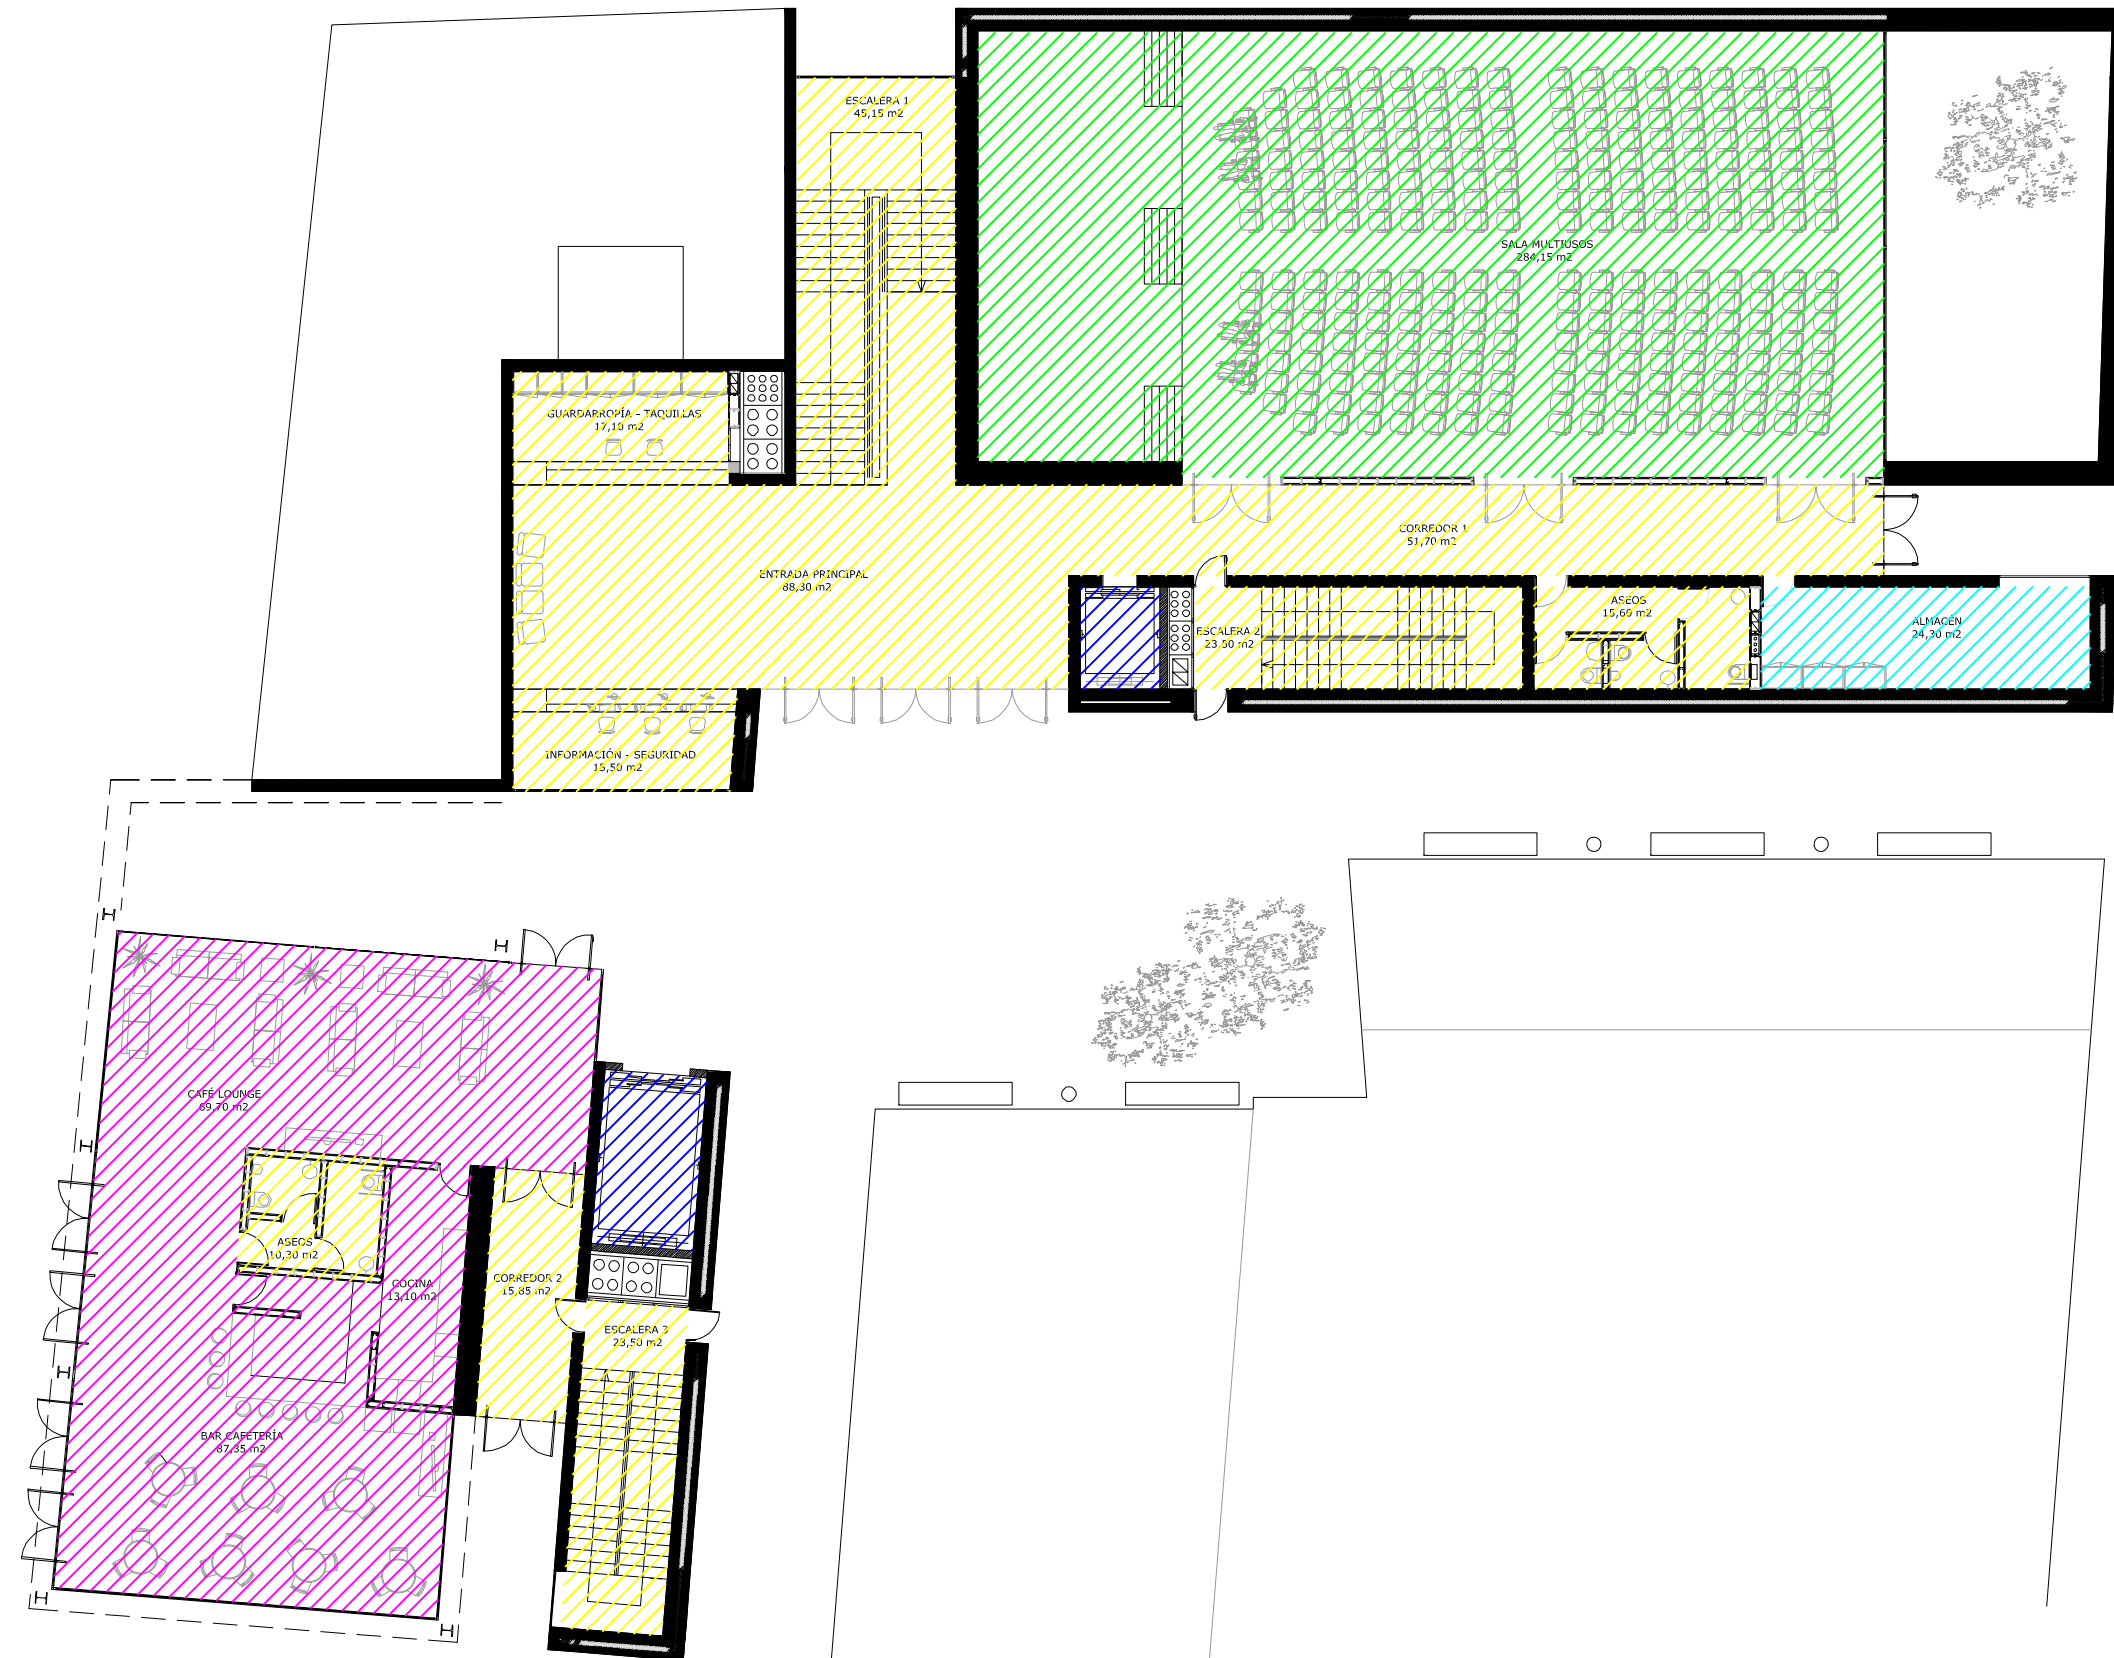 ESCALERA 1
45,15 m2
SALA MULTIUSOS
284,15 m2
GUARDARROPÍA - TAQUILLAS
17,10 m2
CORREDOR 1
51,70 m2
ENTRADA PRINCIPAL
88,30 m2
ESCALERA 2
23,50 m2
ASEOS
15,60 m2
ALMACÉN
24,30 m2
INFORMACIÓN - SEGURIDAD
15,50 m2
CAFÉ LOUNGE
69,70 m2
ASEOS
10,30 m2
COCINA
13,10 m2
CORREDOR 2
15,85 m2
ESCALERA 3
23,50 m2
BAR CAFETERÍA
87,35 m2